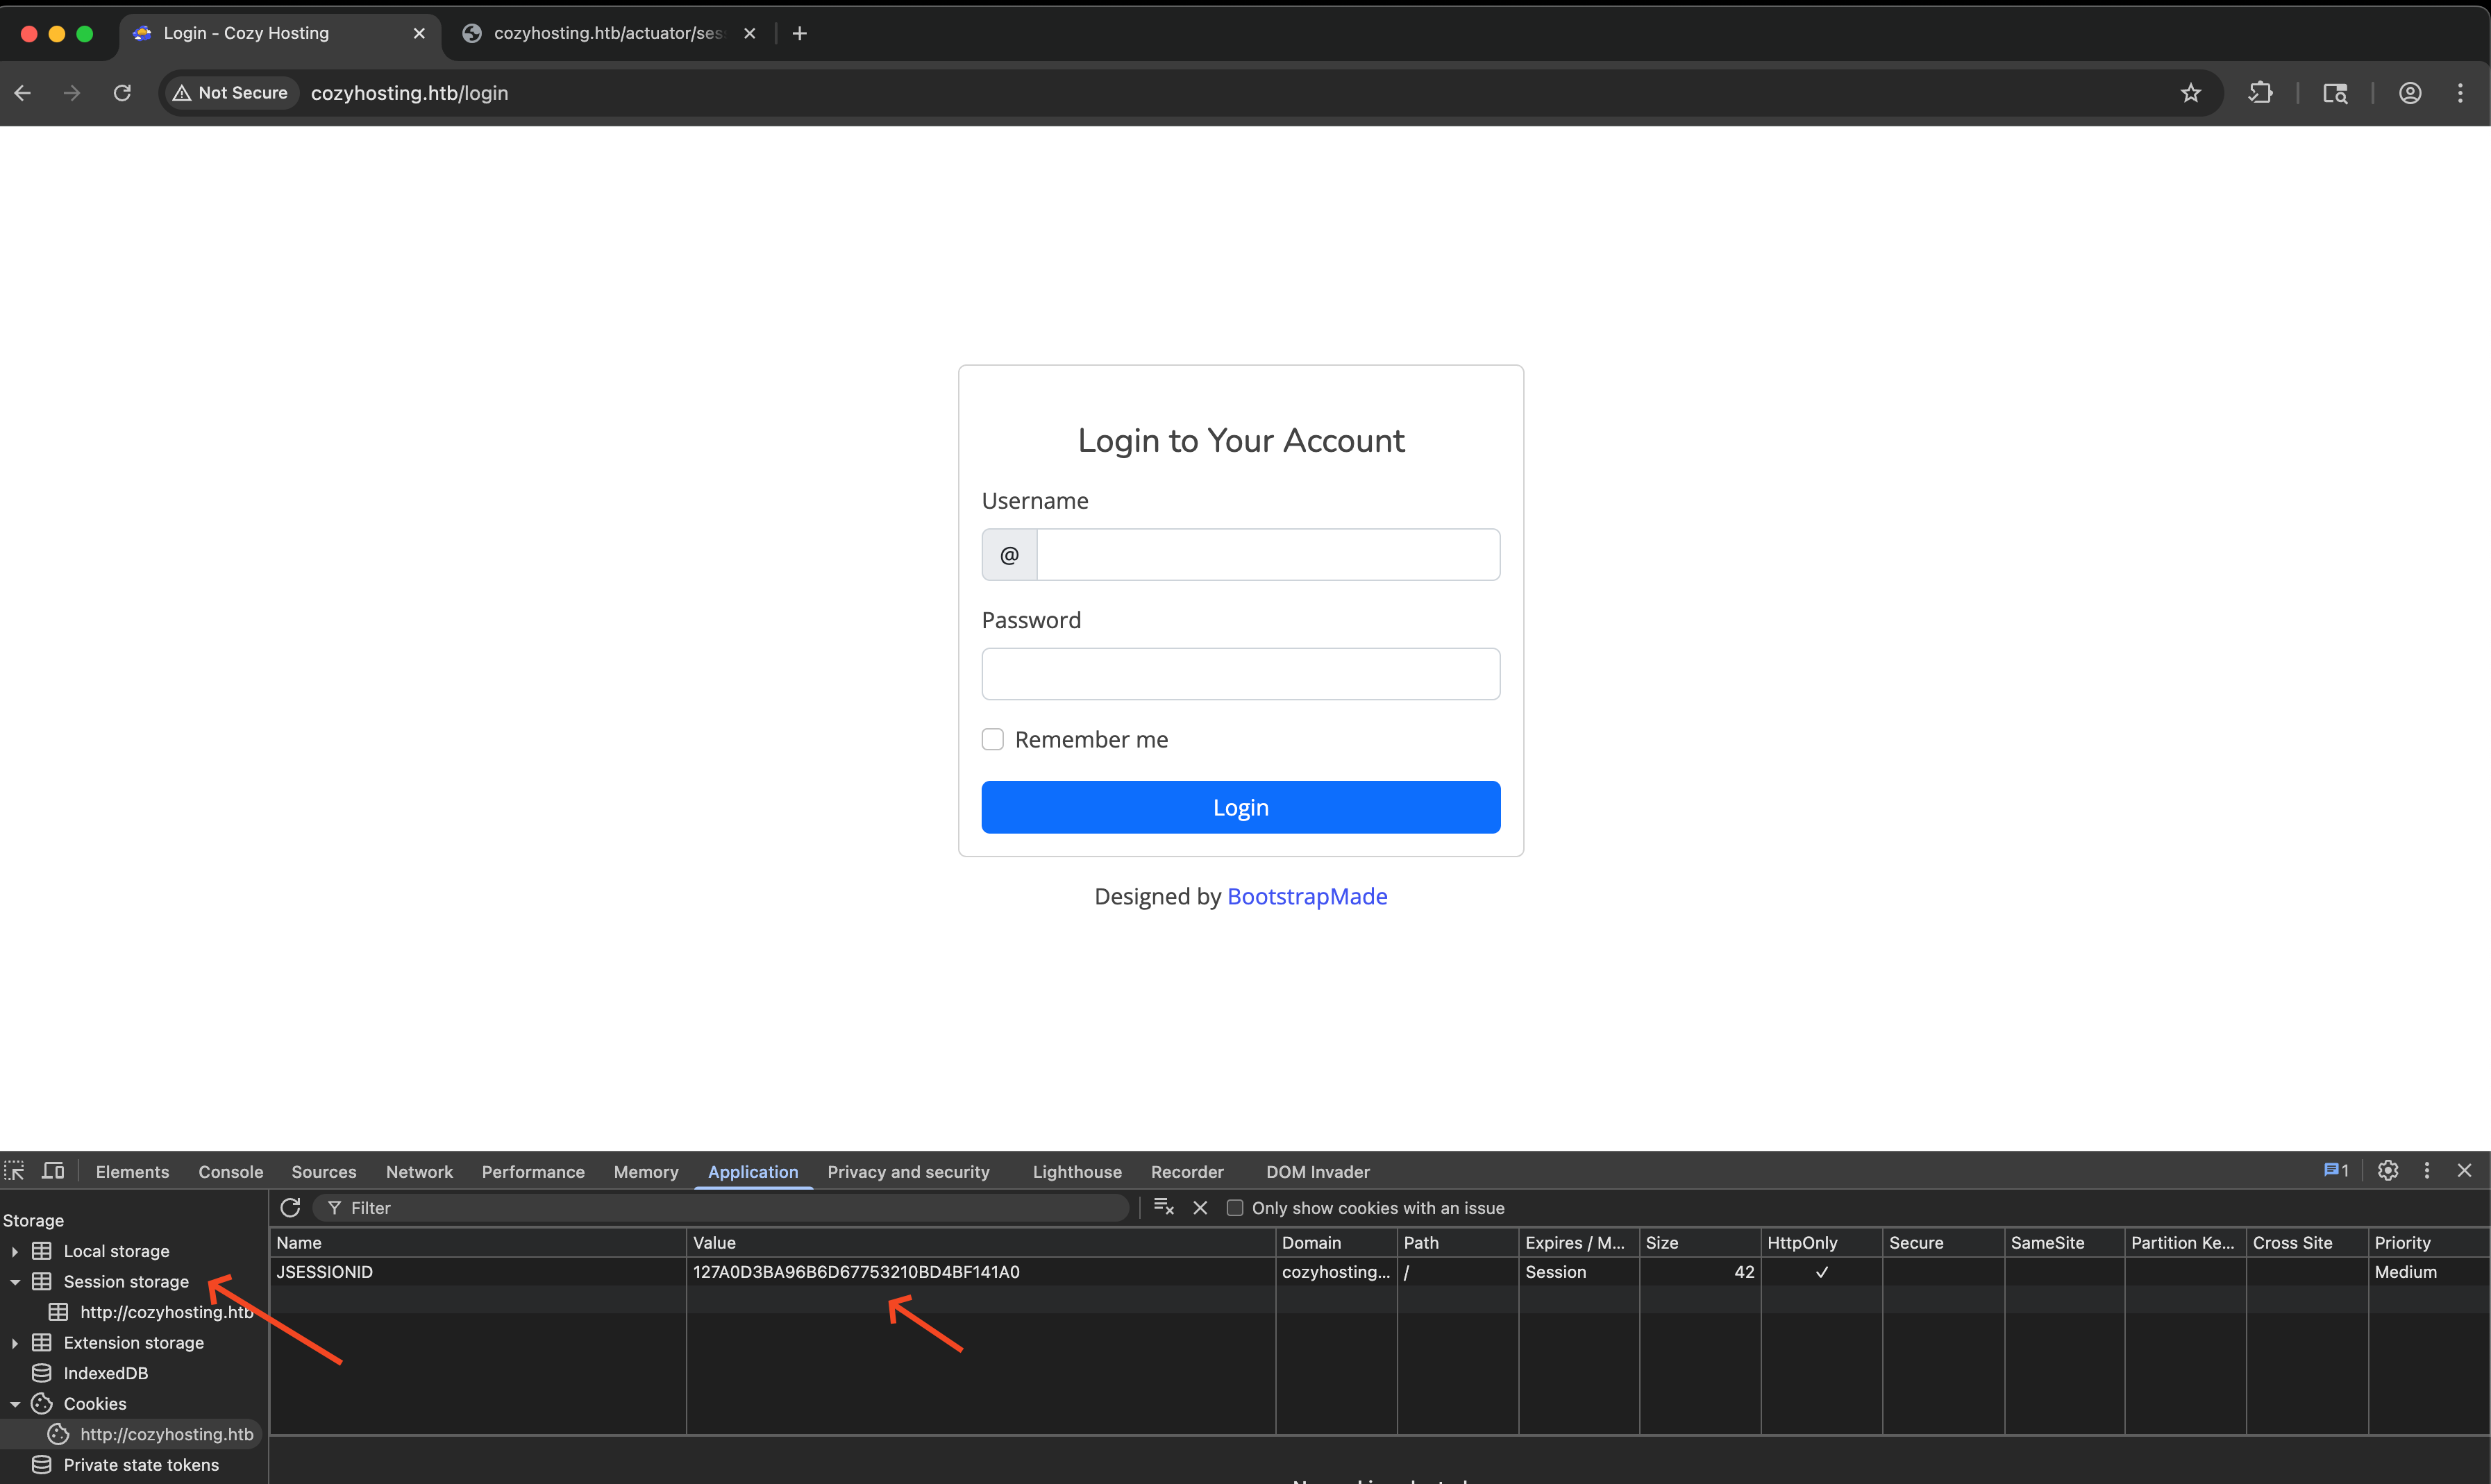 Login - Cozy Hosting
cozyhosting.htb/actuator/ses
Not Secure
cozyhosting.htb/login
Login to Your Account
Username
@
Password
Remember me
Login
Designed by BootstrapMade
Elements Console Sources Network Performance Memory Application Privacy and security Lighthouse Recorder DOM Invader 1
Storage
Local storage
Session storage
http://cozyhosting.htb
Extension storage
IndexedDB
Cookies
http://cozyhosting.htb
Private state tokens
Filter
Only show cookies with an issue
Name Value Domain Path Expires / M... Size HttpOnly Secure SameSite Partition Ke... Cross Site Priority
JSESSIONID 127A0D3BA96B6D67753210BD4BF141A0 cozyhosting... / Session 42 ✓ Medium